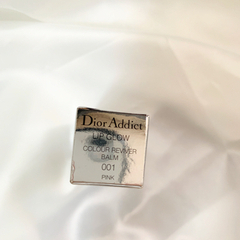 Dior Addict
LIP GLOW
COLOUR REVIVER
BALM
001
PINK